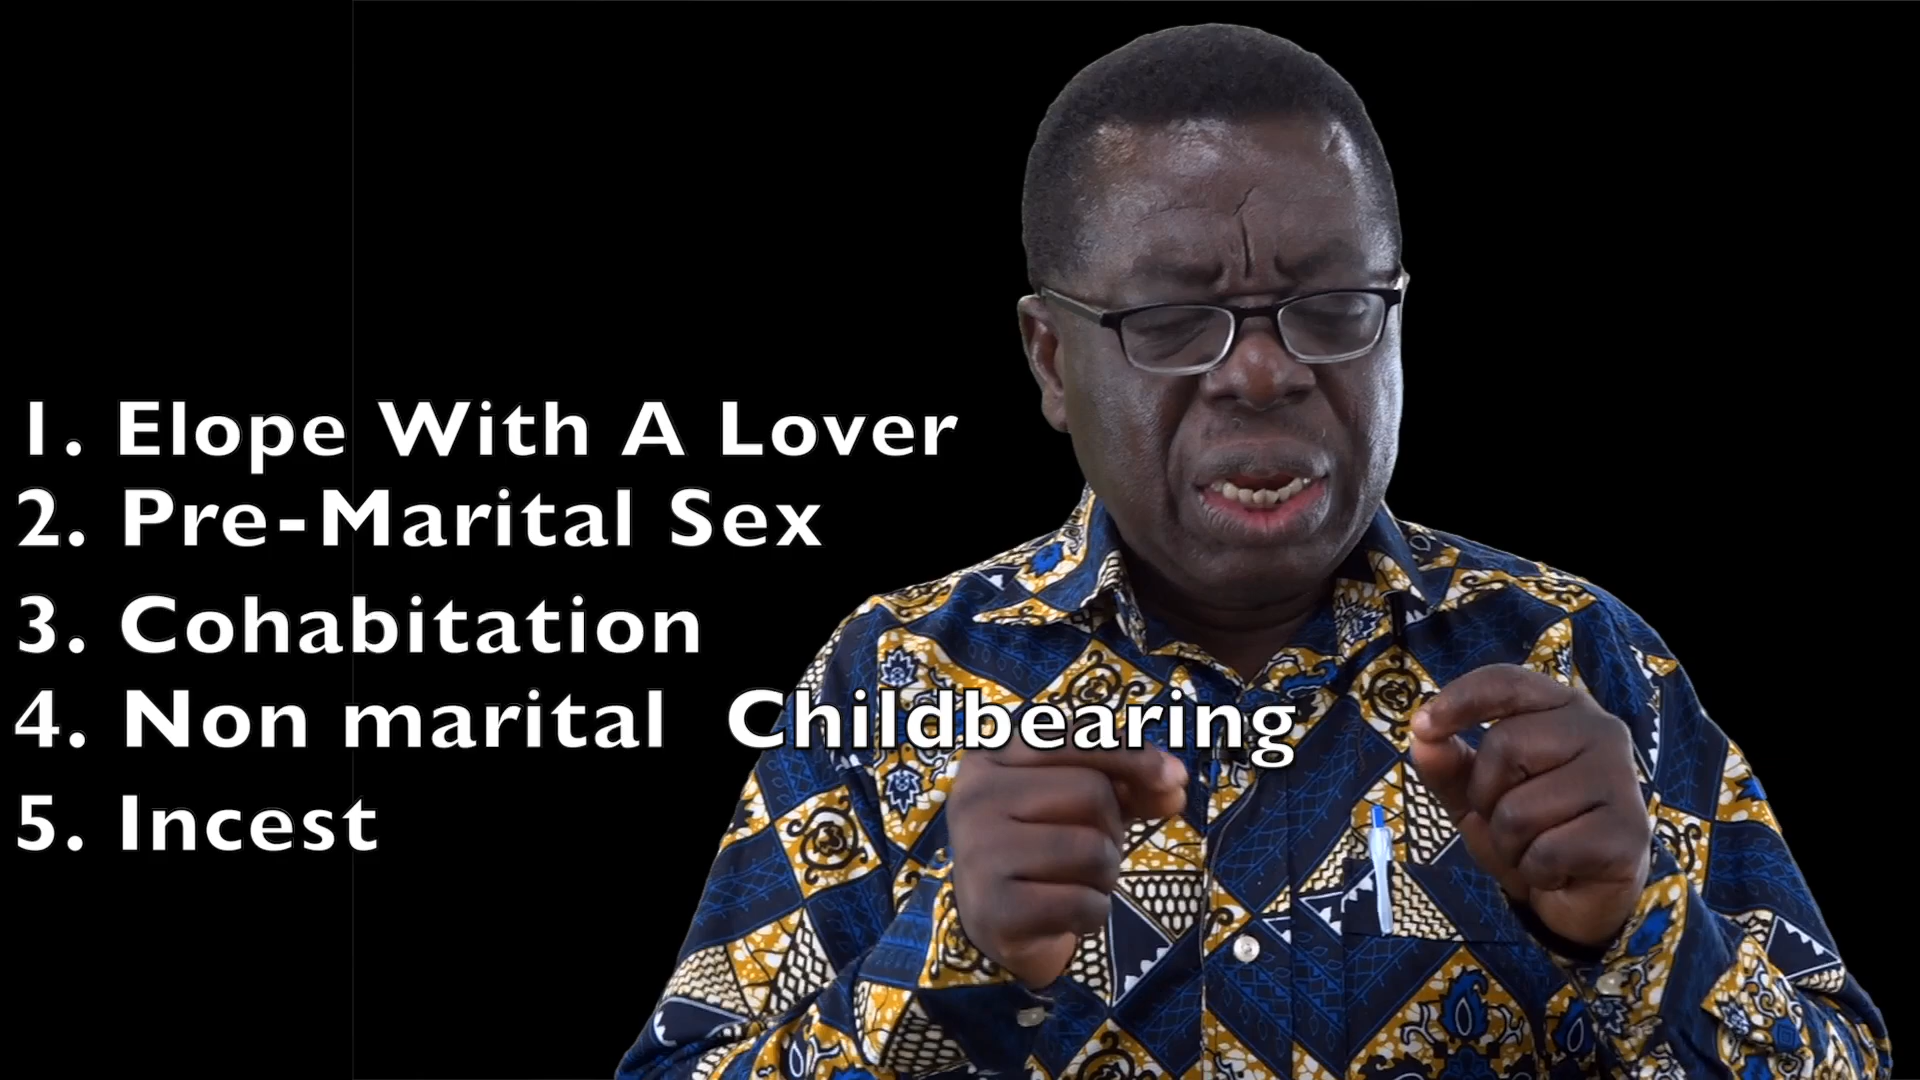 1. Elope With A Lover
2. Pre-Marital Sex
3. Cohabitation
4. Non marital Childbearing
5. Incest